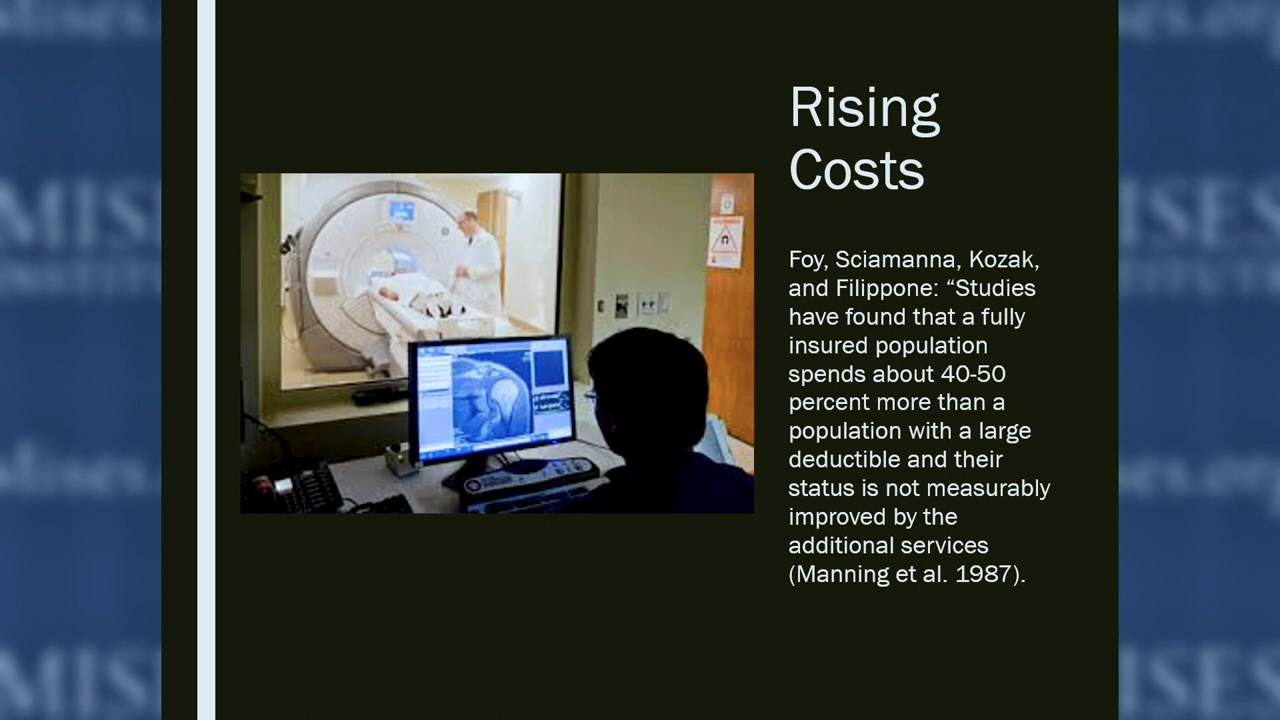 Rising
Costs
Foy, Sciamanna, Kozak,
and Filippone: “Studies
have found that a fully
insured population
spends about 40-50
percent more than a
population with a large
deductible and their
status is not measurably
improved by the
additional services
(Manning et al. 1987).